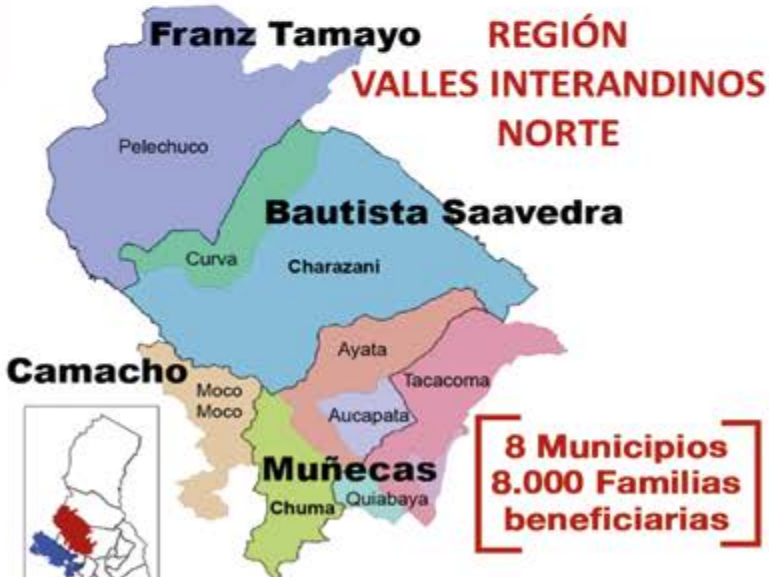 Franz Tamayo
REGIÓN
VALLES INTERANDINOS
NORTE
Pelechuco
Bautista Saavedra
Curva
Charazani
Ayata
Camacho
Tacacoma
Moco
Moco
Aucapata
Muñecas
Quiabaya
Chuma
8 Municipios
8.000 Familias
beneficiarias